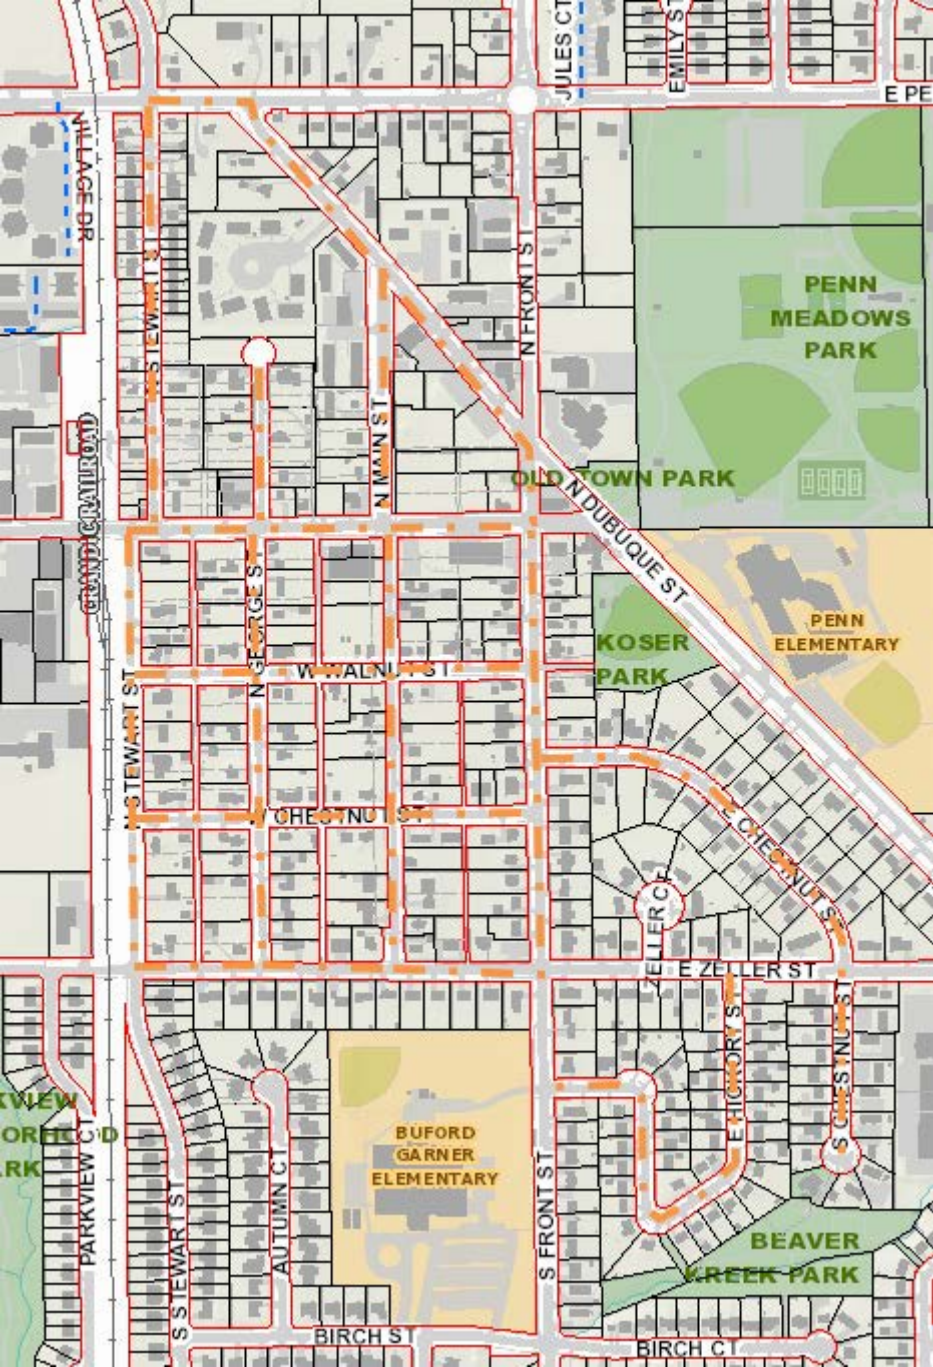 JULES CT
EMILY ST
E PE
VILLAGE DR
N STEWART ST
N FRONT ST
PENN
MEADOWS
PARK
GRANDIC RAILROAD
N MAIN ST
OLD TOWN PARK
N DUBUQUE ST
N GEORGE ST
PENN
ELEMENTARY
KOSER
PARK
W WALNUT ST
N STEWART ST
W CHESTNUT ST
E CHESTNUT ST
ZELLER CT
E ZELLER ST
E HICKORY ST
S CHESTNUT ST
KVIEW
ORHOOD
ARK
PARKVIEW CT
S STEWART ST
AUTUMN CT
BUFORD
GARNER
ELEMENTARY
S FRONT ST
BEAVER
KREEK PARK
BIRCH ST
BIRCH CT